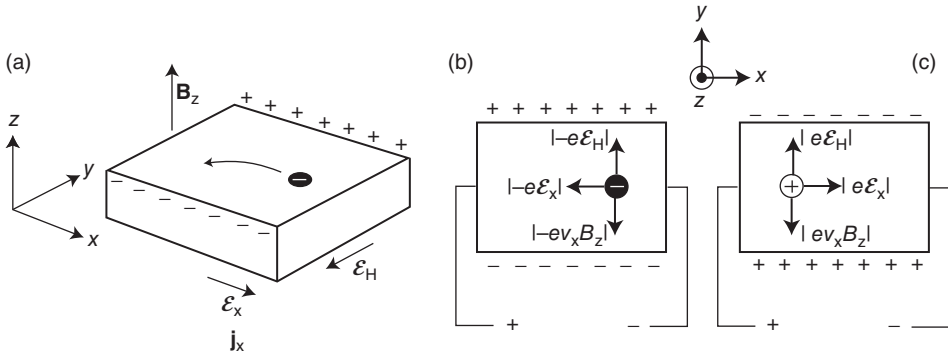 (a)
B_z
+ + + + + + +
z
y
x
− − − − − − −
−
ℰ_H
ℰ_x
j_x
y
x
z
(b)
+ + + + + + +
|−eℰ_H|
|−eℰ_x|
−
|−ev_xB_z|
− − − − − − −
+ −
(c)
− − − − − − −
|eℰ_H|
+
|eℰ_x|
|ev_xB_z|
+ + + + + + +
+ −